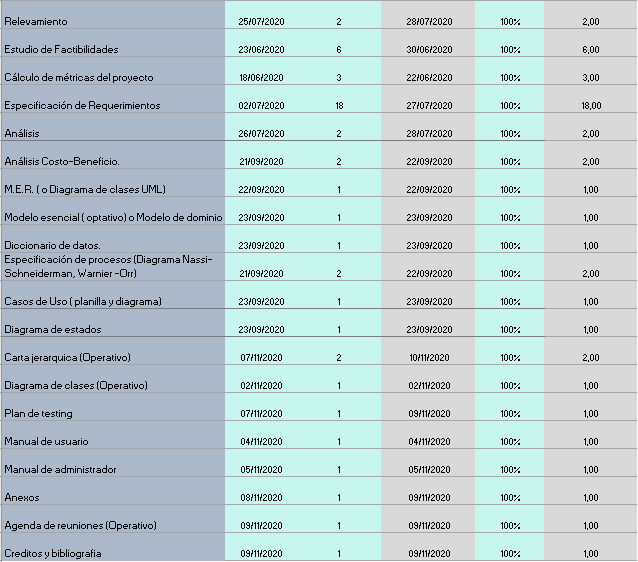 Relevamiento 25/07/2020 2 28/07/2020 100% 2,00
Estudio de Factibilidades 23/06/2020 6 30/06/2020 100% 6,00
Cálculo de métricas del proyecto 18/06/2020 3 22/06/2020 100% 3,00
Especificación de Requerimientos 02/07/2020 18 27/07/2020 100% 18,00
Análisis 26/07/2020 2 28/07/2020 100% 2,00
Análisis Costo-Beneficio. 21/09/2020 2 22/09/2020 100% 2,00
M.E.R. ( o Diagrama de clases UML) 22/09/2020 1 22/09/2020 100% 1,00
Modelo esencial ( optativo) o Modelo de dominio 23/09/2020 1 23/09/2020 100% 1,00
Diccionario de datos. 23/09/2020 1 23/09/2020 100% 1,00
Especificación de procesos (Diagrama Nassi-
Schneiderman, Warnier -Orr) 21/09/2020 2 22/09/2020 100% 2,00
Casos de Uso ( planilla y diagrama) 23/09/2020 1 23/09/2020 100% 1,00
Diagrama de estados 23/09/2020 1 23/09/2020 100% 1,00
Carta jerarquica (Operativo) 07/11/2020 2 10/11/2020 100% 2,00
Diagrama de clases (Operativo) 02/11/2020 1 02/11/2020 100% 1,00
Plan de testing 07/11/2020 1 09/11/2020 100% 1,00
Manual de usuario 04/11/2020 1 04/11/2020 100% 1,00
Manual de administrador 05/11/2020 1 05/11/2020 100% 1,00
Anexos 08/11/2020 1 09/11/2020 100% 1,00
Agenda de reuniones (Operativo) 09/11/2020 1 09/11/2020 100% 1,00
Creditos y bibliografia 09/11/2020 1 09/11/2020 100% 1,00